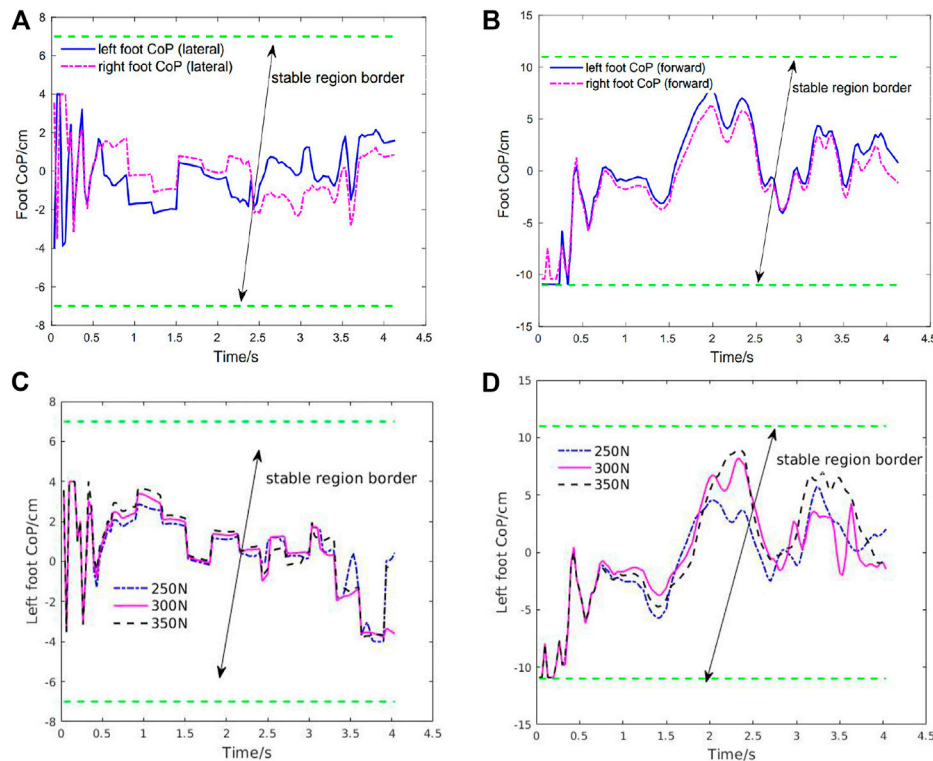 A
8
6
4
2
0
-2
-4
-6
-8
Foot CoP/cm
left foot CoP (lateral)
right foot CoP (lateral)
stable region border
0 0.5 1 1.5 2 2.5 3 3.5 4 4.5
Time/s
B
15
10
5
0
-5
-10
-15
Foot CoP/cm
left foot CoP (forward)
right foot CoP (forward)
stable region border
0 0.5 1 1.5 2 2.5 3 3.5 4 4.5
Time/s
C
8
6
4
2
0
-2
-4
-6
-8
Left foot CoP/cm
stable region border
250N
300N
350N
0 0.5 1 1.5 2 2.5 3 3.5 4 4.5
Time/s
D
15
10
5
0
-5
-10
-15
Left foot CoP/cm
250N
300N
350N
stable region border
0 0.5 1 1.5 2 2.5 3 3.5 4 4.5
Time/s